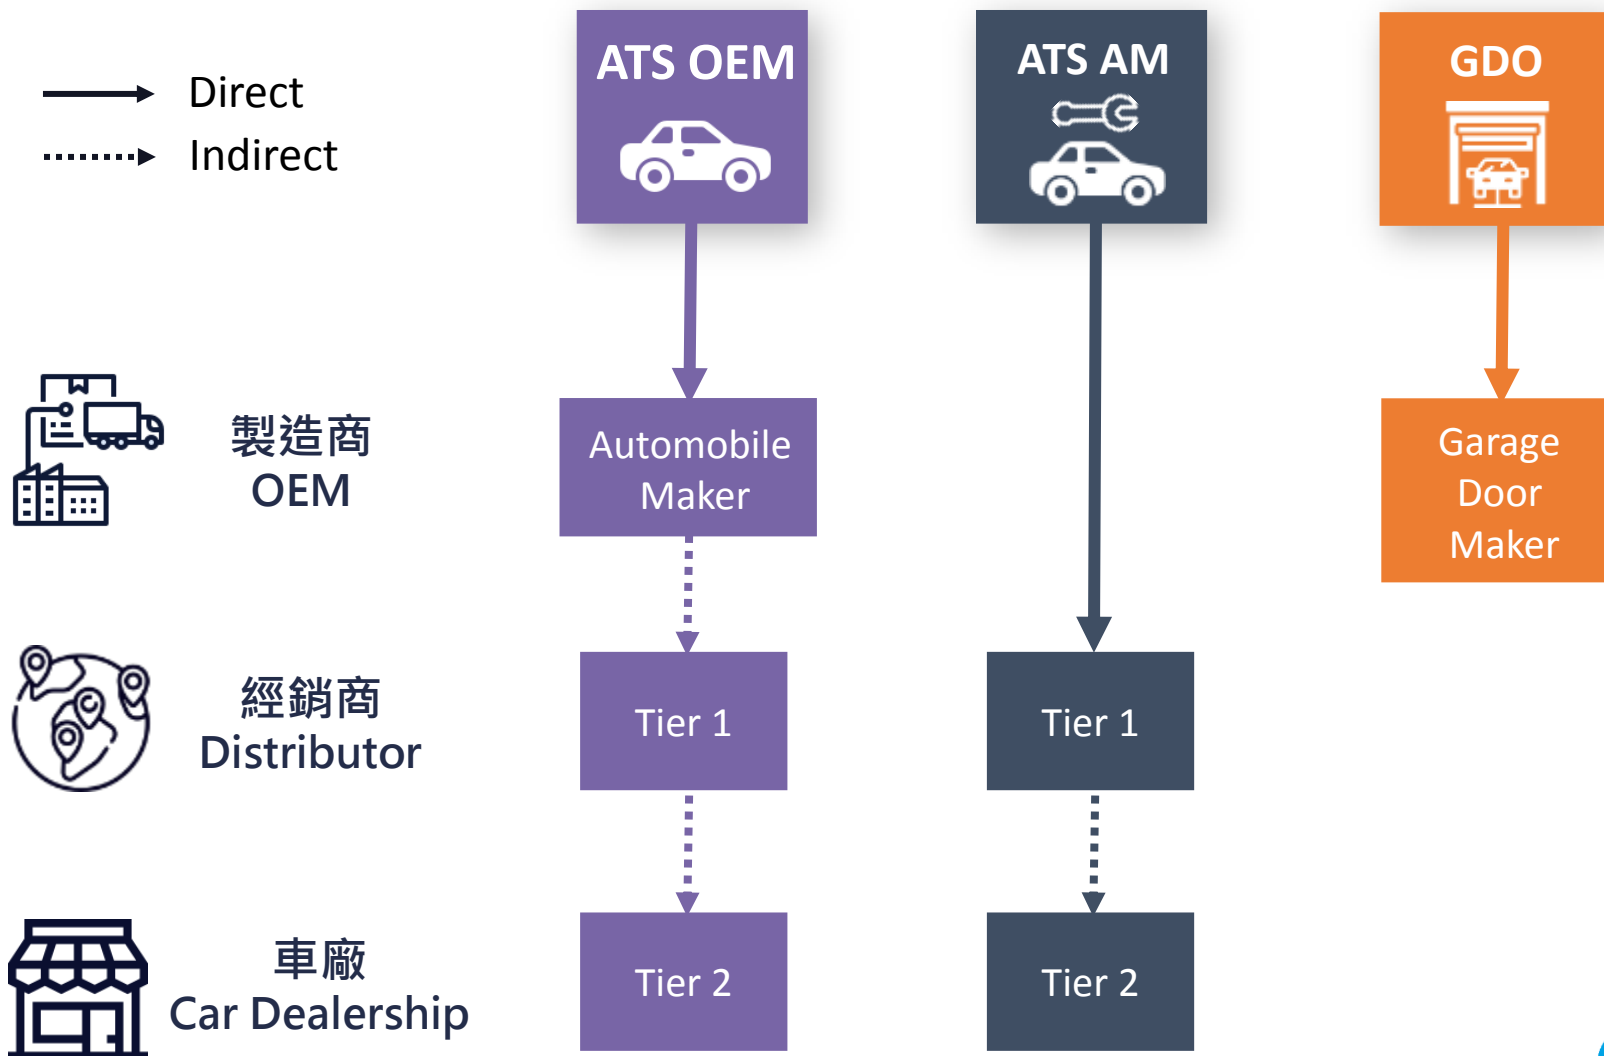 Direct
Indirect
ATS OEM
ATS AM
GDO
製造商
OEM
Automobile
Maker
Garage
Door
Maker
經銷商
Distributor
Tier 1
Tier 1
車廠
Car Dealership
Tier 2
Tier 2